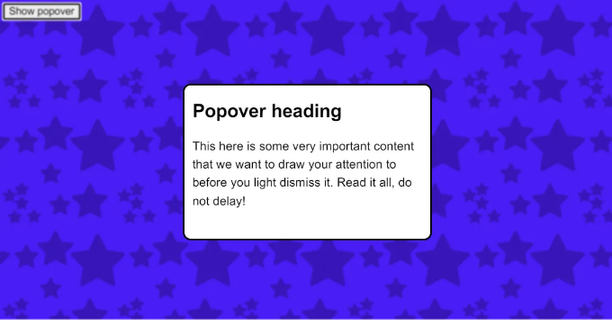 Show popover
Popover heading
This here is some very important content
that we want to draw your attention to
before you light dismiss it. Read it all, do
not delay!